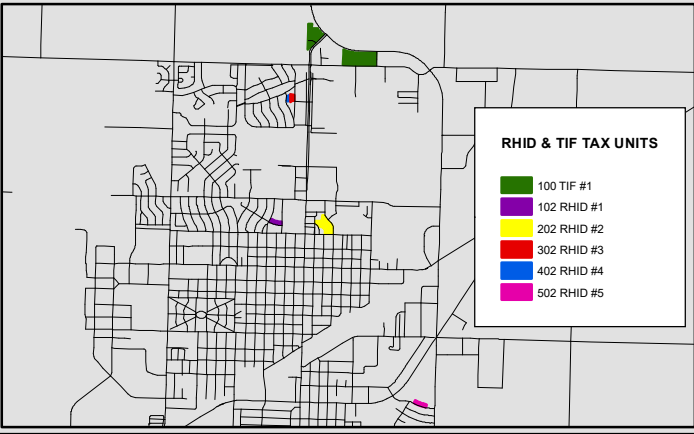 RHID & TIF TAX UNITS
100 TIF #1
102 RHID #1
202 RHID #2
302 RHID #3
402 RHID #4
502 RHID #5